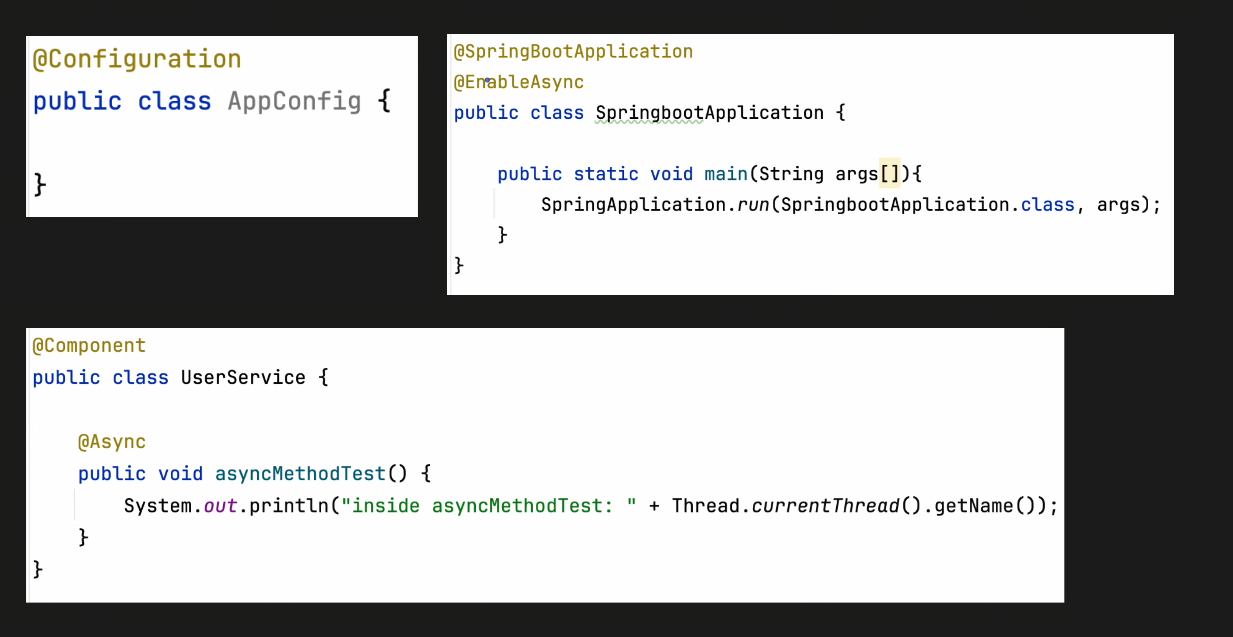 @Configuration
public class AppConfig {
}
@SpringBootApplication
@EnableAsync
public class SpringbootApplication {
public static void main(String args[]){
SpringApplication.run(SpringbootApplication.class, args);
}
}
@Component
public class UserService {
@Async
public void asyncMethodTest() {
System.out.println("inside asyncMethodTest: " + Thread.currentThread().getName());
}
}